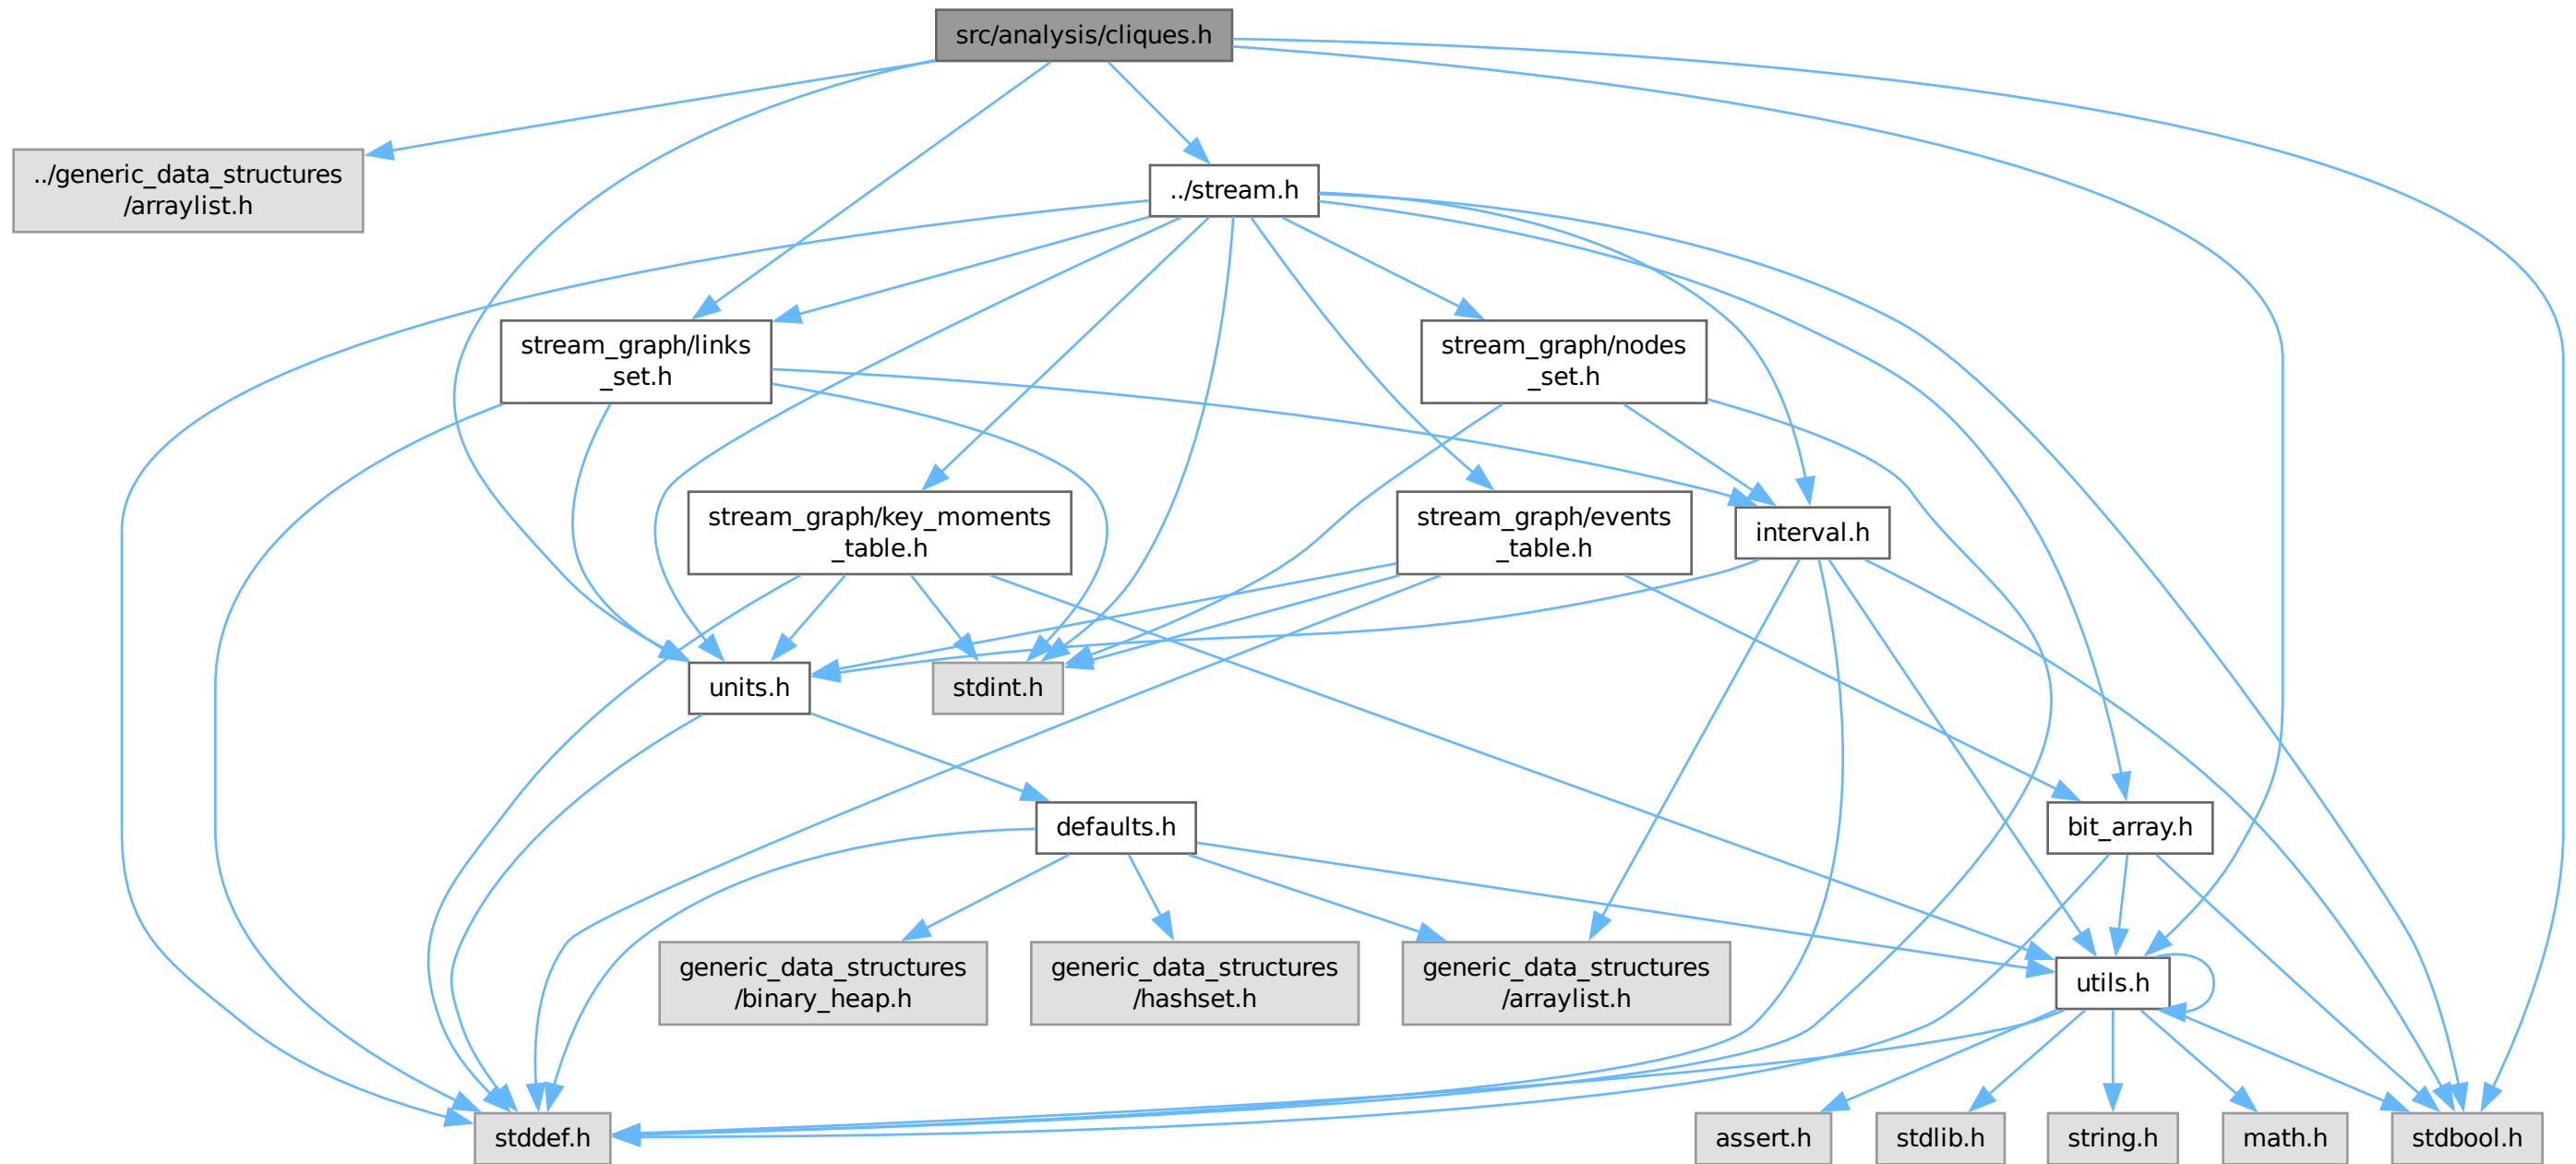 src/analysis/cliques.h
../generic_data_structures
/arraylist.h
../stream.h
stream_graph/links
_set.h
stream_graph/nodes
_set.h
stream_graph/key_moments
_table.h
stream_graph/events
_table.h
interval.h
units.h
stdint.h
defaults.h
bit_array.h
generic_data_structures
/binary_heap.h
generic_data_structures
/hashset.h
generic_data_structures
/arraylist.h
utils.h
stddef.h
assert.h
stdlib.h
string.h
math.h
stdbool.h